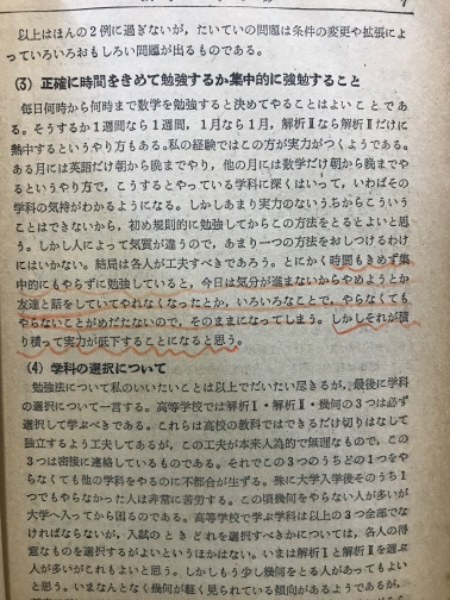 以上はほんの2例に過ぎないが，たいていの問題は条件の変更や拡張によ
っていろいろおもしろい問題が出るものである。
(3) 正確に時間をきめて勉強するか集中的に強勉すること
毎日何時から何時まで数学を勉強すると決めてやることはよいことであ
る。そうするか1週間なら1週間，1月なら1月，解析Ⅱなら解析Ⅱだけに
熱中するというやり方もある。私の経験ではこの方が実力がつくようである。
ある月には英語だけ朝から晩までやり，他の月には数学だけ朝から晩までや
るというやり方で，こうするとやっている学科に深くはいって，いわばその
学科の気持がわかるようになる。しかしあまり実力のないうちからこういう
ことはできないから，初め規則的に勉強してからこの方法をとるとよいと思
う。しかし人によって気質が違うので，あまり一つの方法をおしつけるわけ
にはいかない。結局は各人が工夫すべきであろう。とにかく時間もきめず集
中的にもやらずに勉強していると，今日は気分が進まないからやめようとか
友達と話をしていてやれなくなったとか，いろいろなことで，やらなくても
やらないことがめだたないので，そのままになってしまう。しかしそれが積
り積って実力が低下することになると思う。
(4) 学科の選択について
勉強法について私のいいたいことは以上でだいたい尽きるが，最後に学科
の選択について一言する。高等学校では解析Ⅰ・解析Ⅱ・幾何の3つは必ず
選択して学ぶべきである。これらは高校の教科ではできるだけ切りはなして
独立するよう工夫してあるが，この工夫が本来人為的で無理なもので，この
3つは密接に連絡しているものである。それでこの3つのうちどの1つをや
らなくても他の学科をやるのに不都合が生ずる。殊に大学入学後そのうち1
つでもやらなかった人は非常に苦労する。この頃幾何をやらない人が多いが
大学へ入ってから困るのである。高等学校で学ぶ学科は以上の3つ全部でな
ければならないが，入試のときどれを選択すべきかについては，各人の得
意なものを選択するがよいというほかはない。いまは解析Ⅰと解析Ⅱを選ぶ
人が多いがこれもよいと思う。しかしもう少し幾何をとる人があってもよい
と思う。いまなんとなく幾何が軽く見られている傾向があるようであるが，